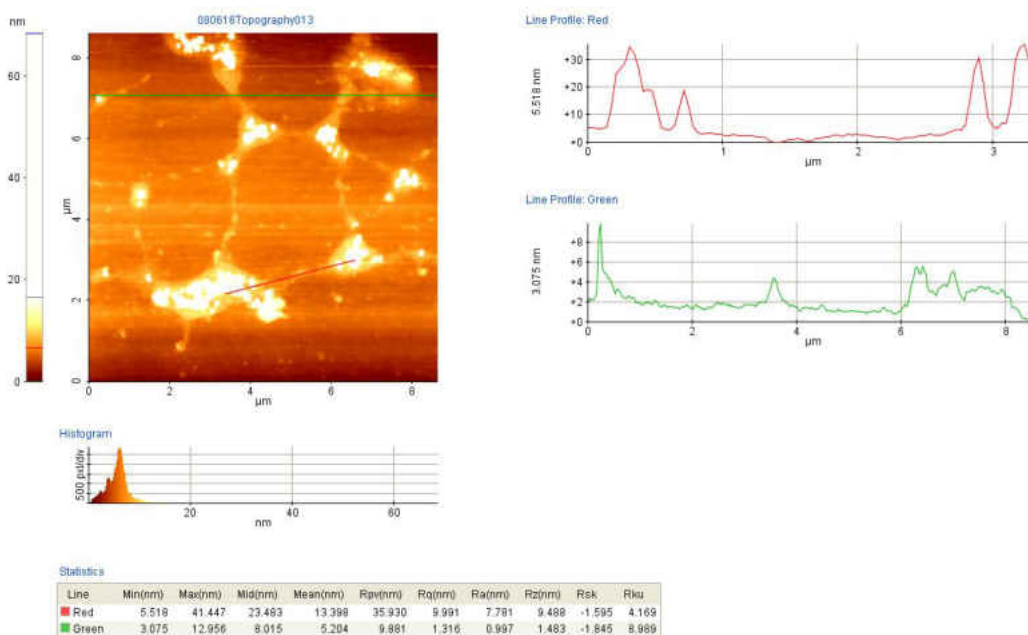 nm
080616Topography013
Line Profile: Red
60
40
20
0
8
6
4
2
0
µm
0 2 4 6 8
µm
+30
+20
+10
+0
5.518 nm
0 1 2 3
µm
Line Profile: Green
+8
+6
+4
+2
+0
3.075 nm
0 2 4 6 8
µm
Histogram
500 pxt/div
20 40 60
nm
Statistics
Line Min(nm) Max(nm) Mid(nm) Mean(nm) Rpv(nm) Rq(nm) Ra(nm) Rz(nm) Rsk Rku
Red 5.518 41.447 23.483 13.398 35.930 9.991 7.781 9.488 -1.595 4.169
Green 3.075 12.956 8.015 5.204 9.881 1.316 0.997 1.483 -1.845 8.989